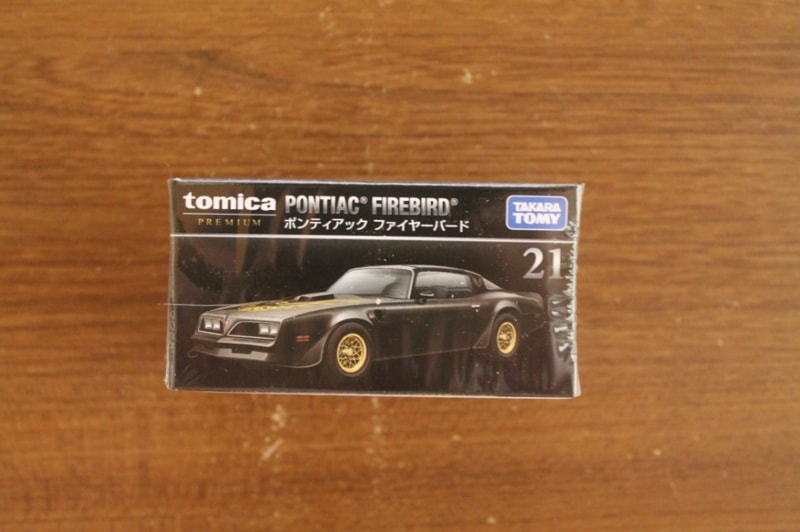 tomica PONTIAC® FIREBIRD®
PREMIUM ポンティアック ファイヤーバード
TAKARA
TOMY
21